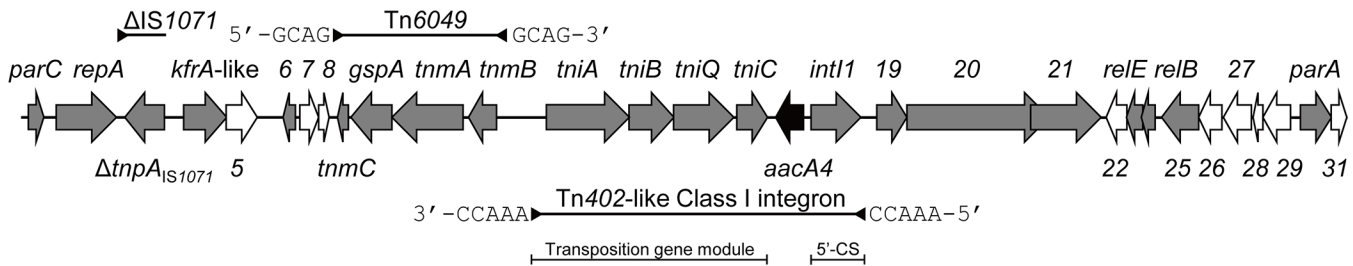 ΔIS1071
5′-GCAG Tn6049 GCAG-3′
parC repA kfrA-like 6 7 8 gspA tnmA tnmB tniA tniB tniQ tniC intI1 19 20 21 relE relB 27 parA
ΔtnpAIS1071 5 tnmC aacA4 22 25 26 28 29 31
Tn402-like Class I integron
3′-CCAAA CCAAA-5′
Transposition gene module 5′-CS